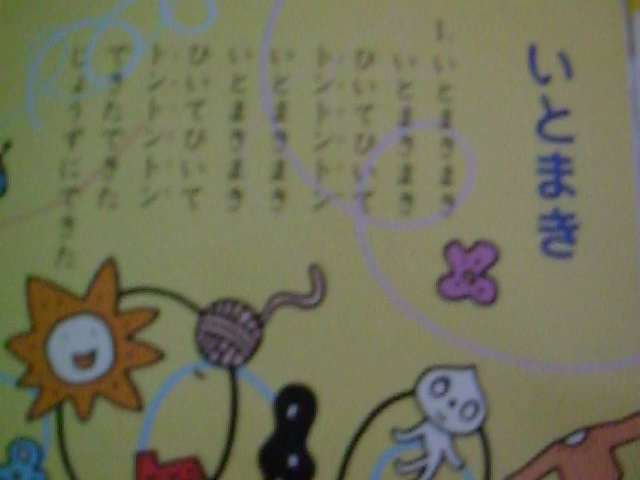 いとまき
1. いとまきまき
いとまきまき
ひいてひいて
トントントン
いとまきまき
いとまきまき
ひいてひいて
トントントン
できたできた
じょうずにできた